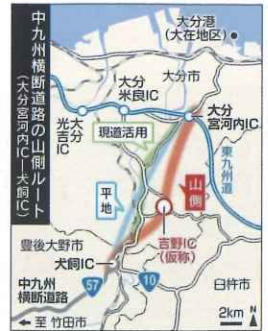 中九州横断道路の山側ルート
(大分宮河内IC―犬飼IC)
大分港
(大在地区)
大分市
大分
米良IC
大分
光吉
IC
大分
宮河内IC
現道活用
東九州道
平地
山側
吉野IC
(仮称)
豊後大野市
犬飼IC
中九州
横断道路
57
10
臼杵市
← 至 竹田市
2km
N